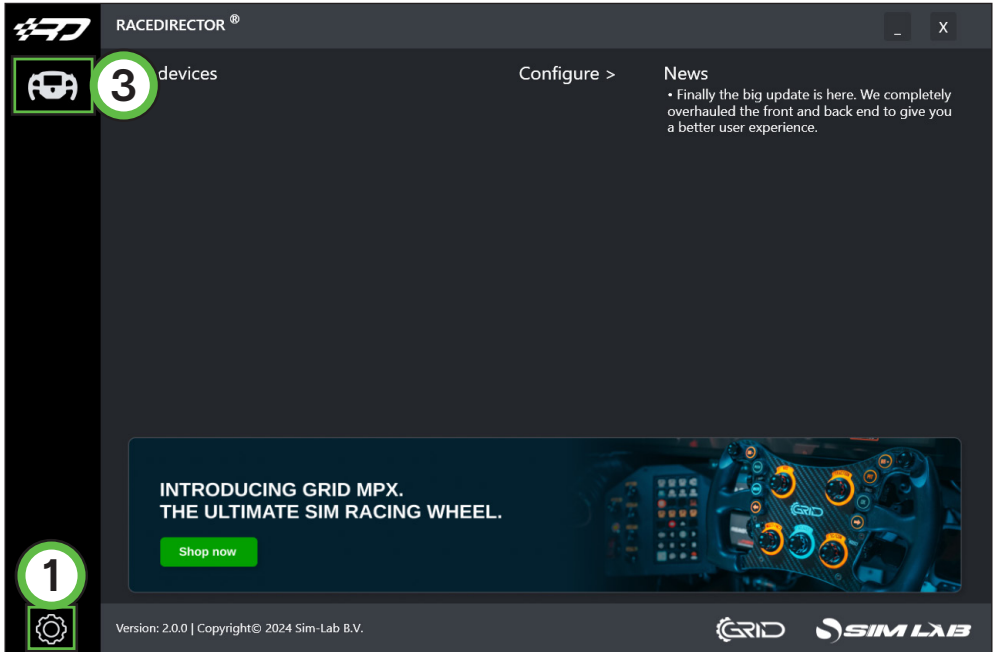 RD
RACEDIRECTOR ®
_
X
3
devices
Configure >
News
• Finally the big update is here. We completely
overhauled the front and back end to give you
a better user experience.
INTRODUCING GRID MPX.
THE ULTIMATE SIM RACING WHEEL.
Shop now
GRID
1
Version: 2.0.0 | Copyright© 2024 Sim-Lab B.V.
GRID
SIM LAB